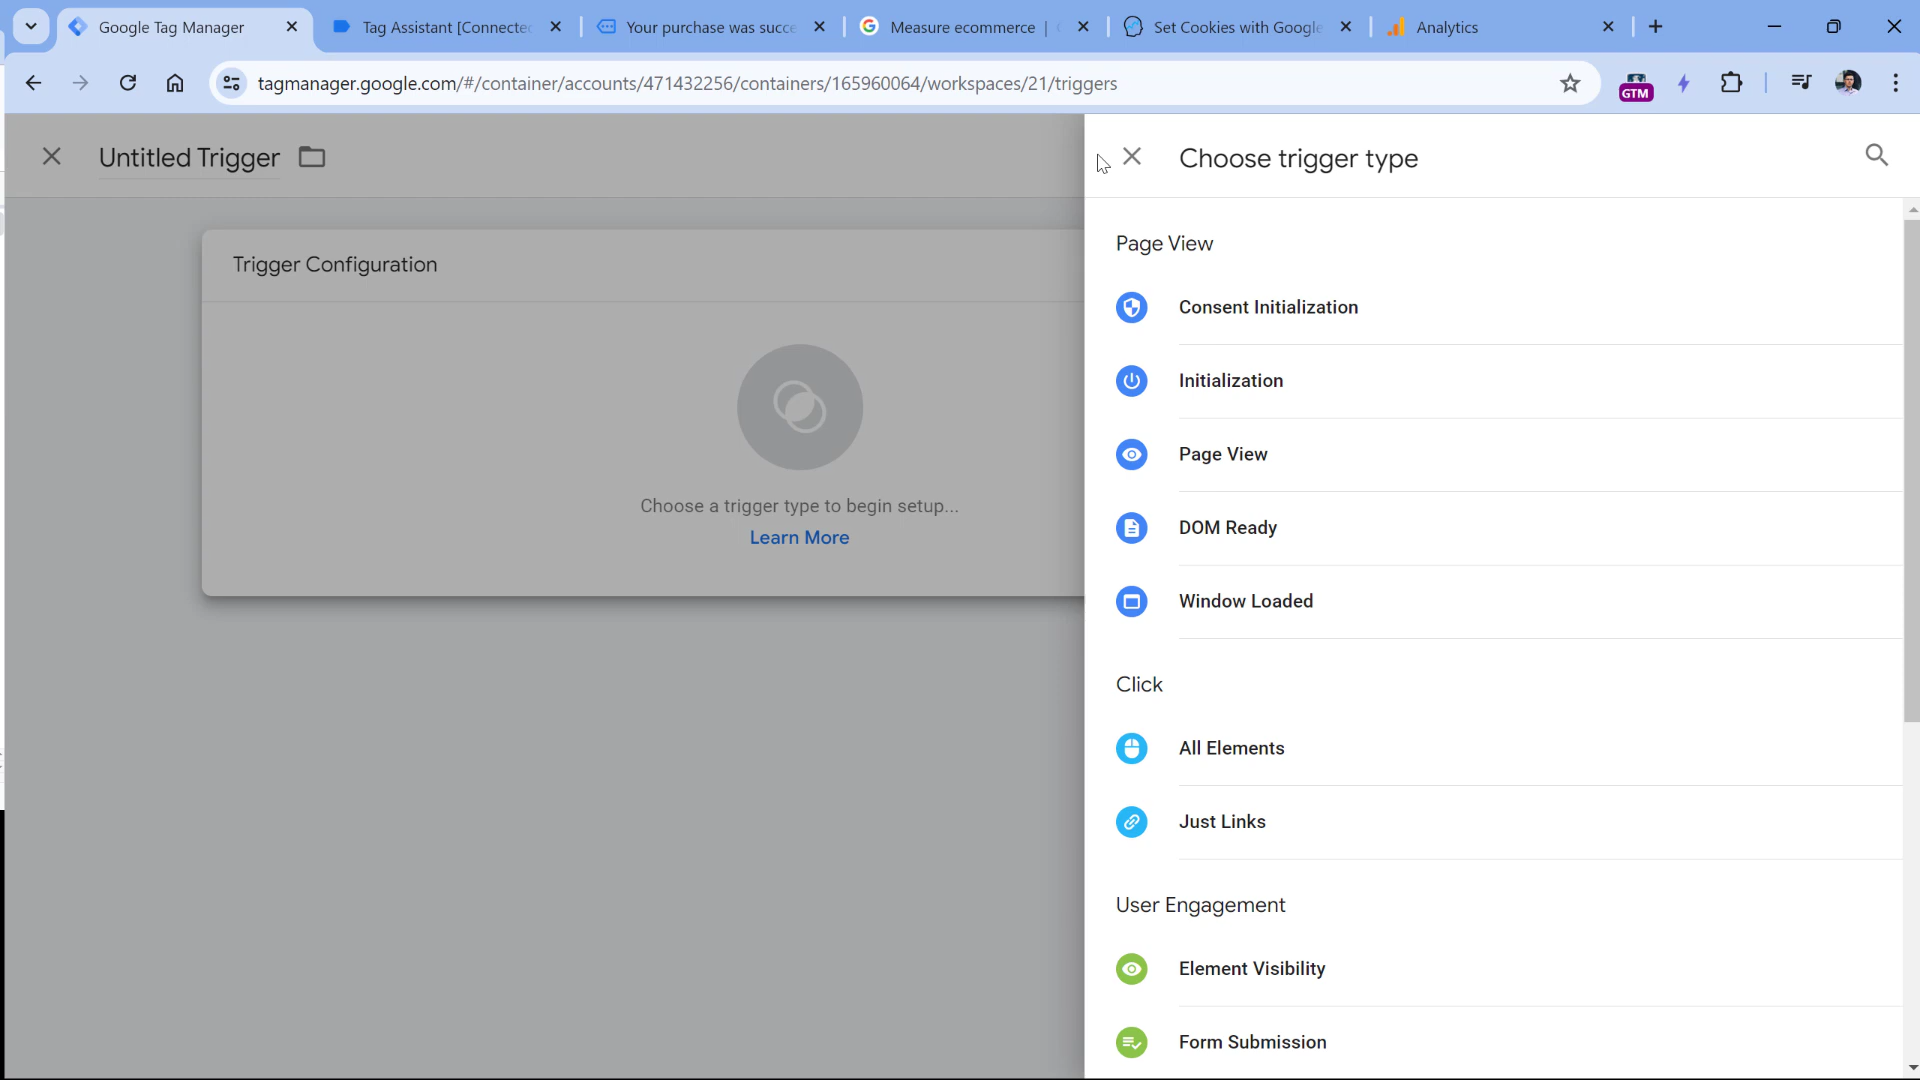 Google Tag Manager
Tag Assistant [Connected
Your purchase was succe
Measure ecommerce |
Set Cookies with Google
Analytics
tagmanager.google.com/#/container/accounts/471432256/containers/165960064/workspaces/21/triggers
GTM
Untitled Trigger
Choose trigger type
Trigger Configuration
Choose a trigger type to begin setup...
Learn More
Page View
Consent Initialization
Initialization
Page View
DOM Ready
Window Loaded
Click
All Elements
Just Links
User Engagement
Element Visibility
Form Submission